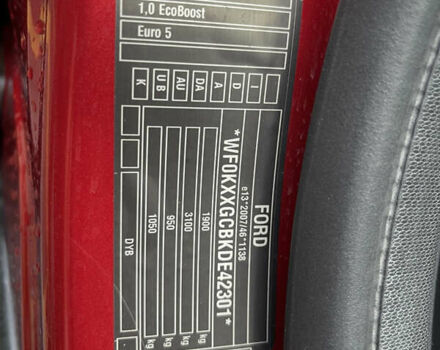 1,0 EcoBoost
Euro 5
K UB AU DA A D I
FORD
e13*2007/46*1138
*WF0KXXGCBKDE42301*
1900 kg
3100 kg
950 kg
1050 kg
DYB